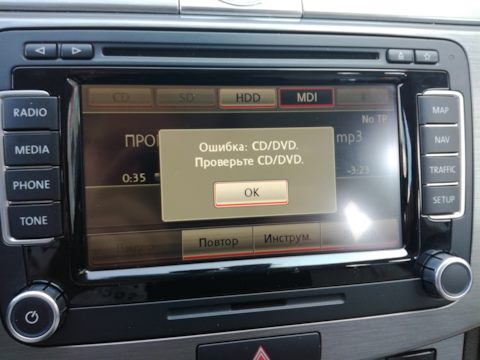 RADIO
MEDIA
PHONE
TONE
MAP
NAV
TRAFFIC
SETUP
CD SD HDD MDI
No TP
ПРО mp3
0:35 -3:23
Ошибка: CD/DVD.
Проверьте CD/DVD.
OK
Повтор Инструм.